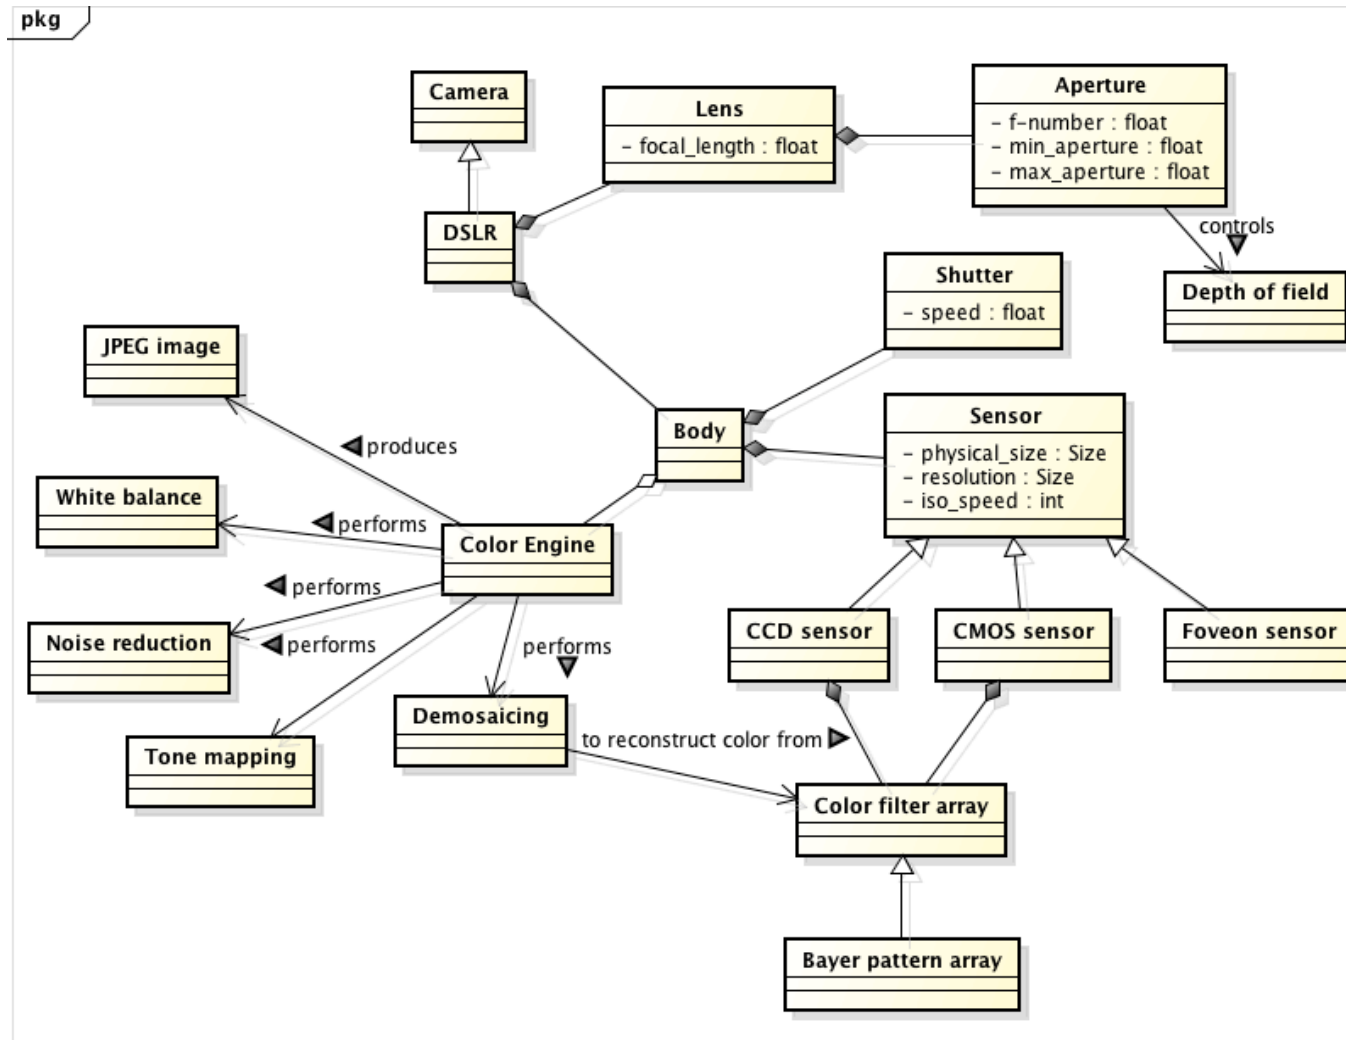 pkg
Camera
Lens
- focal_length : float
Aperture
- f-number : float
- min_aperture : float
- max_aperture : float
DSLR
controls
Depth of field
Shutter
- speed : float
JPEG image
produces
Body
Sensor
- physical_size : Size
- resolution : Size
- iso_speed : int
White balance
performs
Color Engine
performs
Noise reduction
performs
performs
CCD sensor
CMOS sensor
Foveon sensor
Demosaicing
to reconstruct color from
Tone mapping
Color filter array
Bayer pattern array